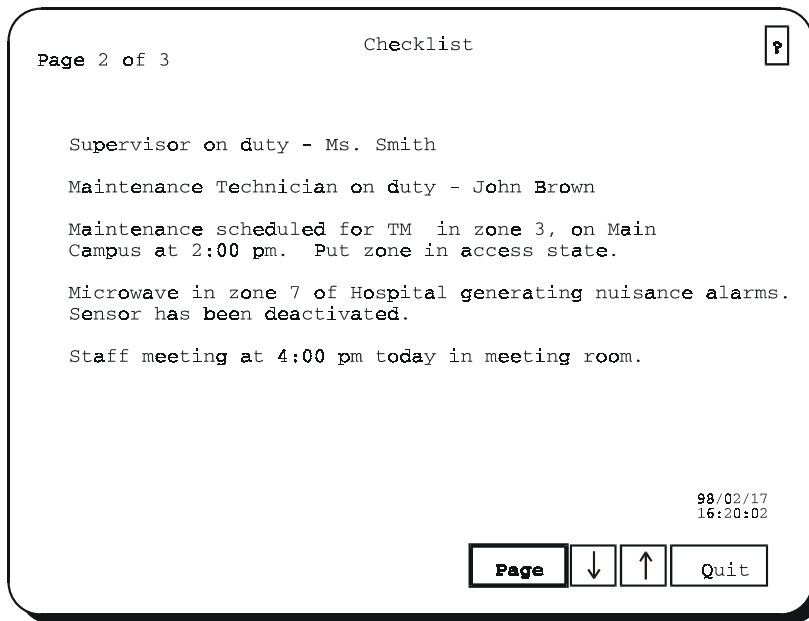 Checklist
?
Page 2 of 3
Supervisor on duty - Ms. Smith
Maintenance Technician on duty - John Brown
Maintenance scheduled for TM  in zone 3, on Main
Campus at 2:00 pm.  Put zone in access state.
Microwave in zone 7 of Hospital generating nuisance alarms.
Sensor has been deactivated.
Staff meeting at 4:00 pm today in meeting room.
98/02/17
16:20:02
Page ↓ ↑ Quit